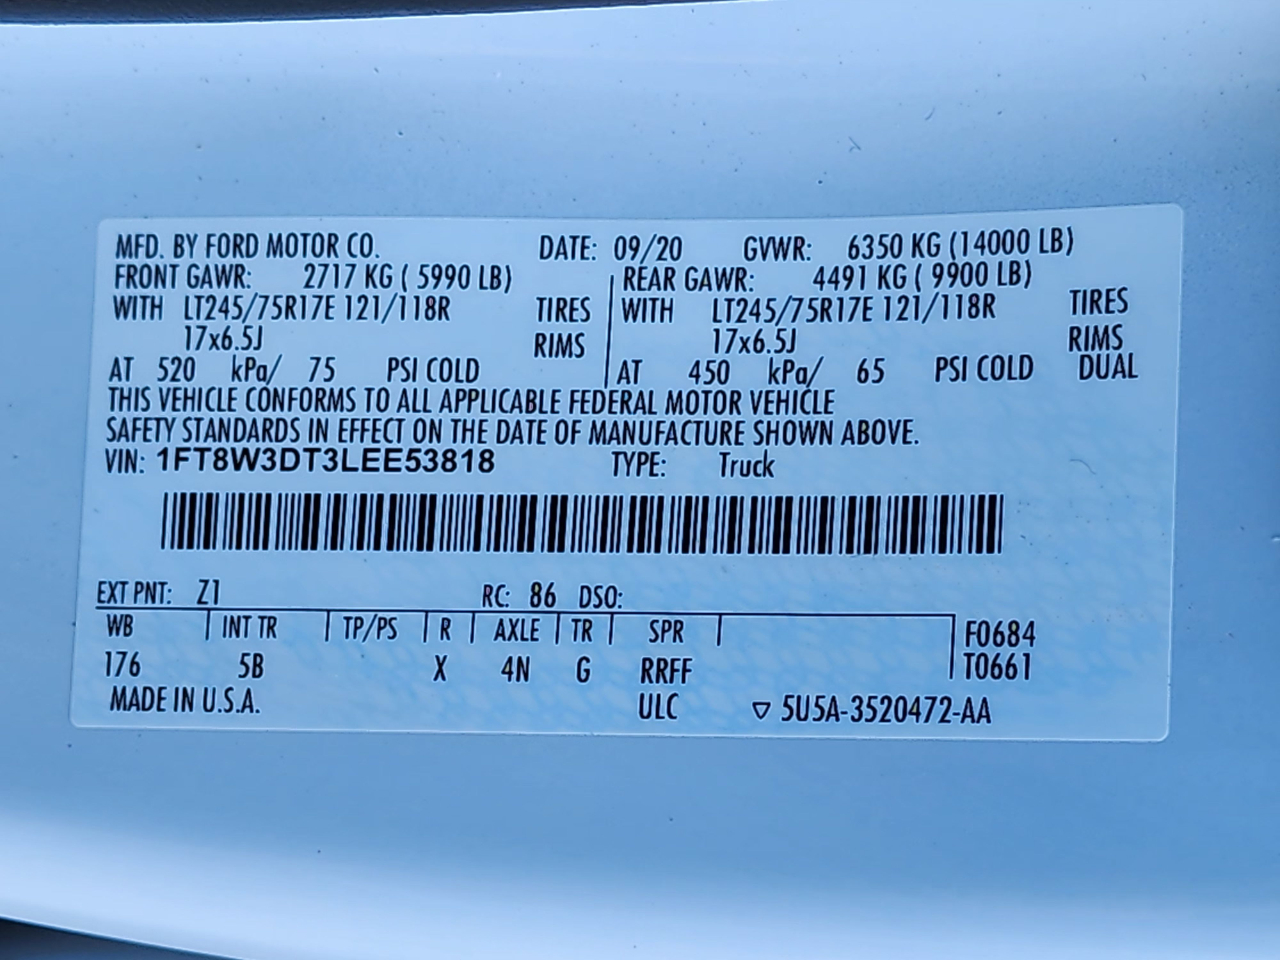 MFD. BY FORD MOTOR CO. DATE: 09/20 GVWR: 6350 KG (14000 LB)
FRONT GAWR: 2717 KG ( 5990 LB) REAR GAWR: 4491 KG ( 9900 LB)
WITH LT245/75R17E 121/118R TIRES WITH LT245/75R17E 121/118R TIRES
17x6.5J RIMS 17x6.5J RIMS
AT 520 kPa/ 75 PSI COLD AT 450 kPa/ 65 PSI COLD DUAL
THIS VEHICLE CONFORMS TO ALL APPLICABLE FEDERAL MOTOR VEHICLE
SAFETY STANDARDS IN EFFECT ON THE DATE OF MANUFACTURE SHOWN ABOVE.
VIN: 1FT8W3DT3LEE53818 TYPE: Truck
EXT PNT: Z1 RC: 86 DSO:
WB INT TR TP/PS R AXLE TR SPR F0684
176 5B X 4N G RRFF T0661
MADE IN U.S.A. ULC ▽ 5U5A-3520472-AA